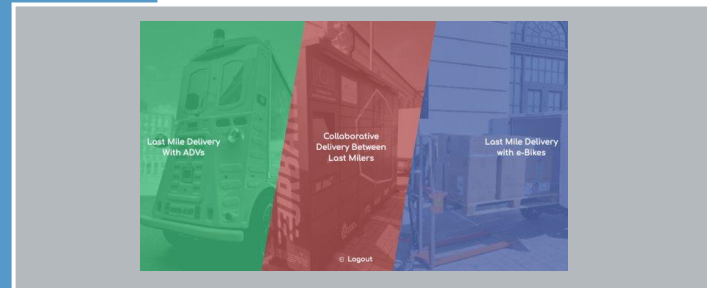 Last Mile Delivery
With ADVs
Collaborative
Delivery Between
Last Milers
Last Mile Delivery
with e-Bikes
Logout